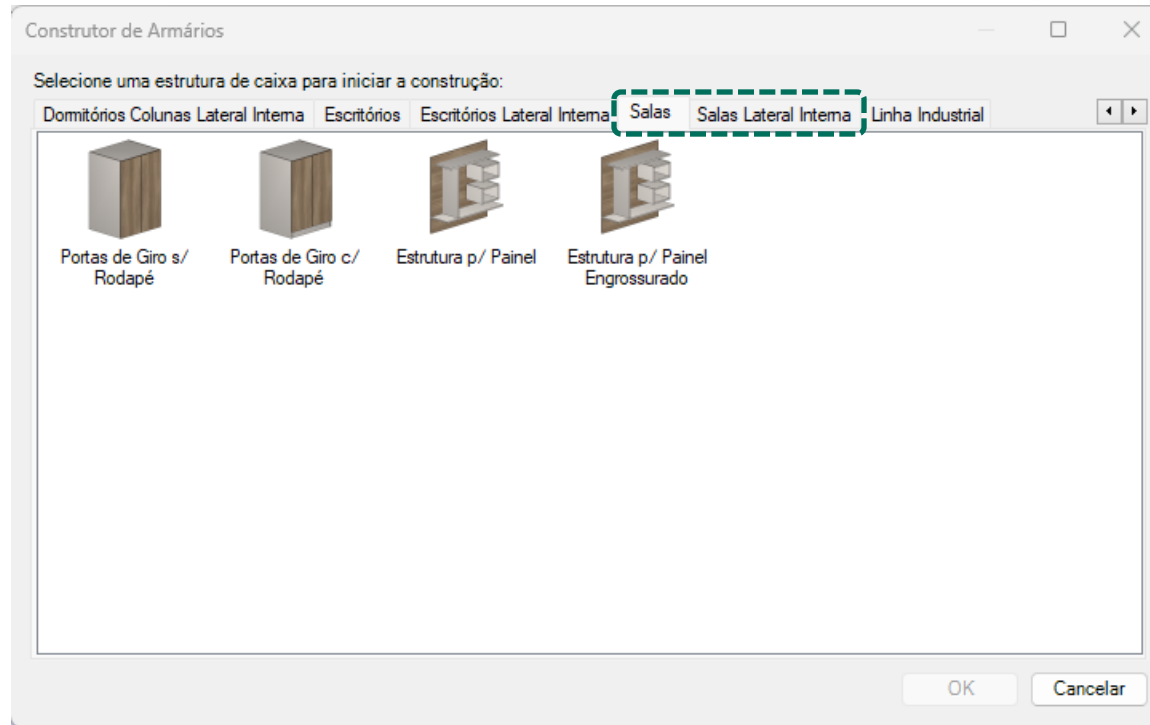 Construtor de Armários
Selecione uma estrutura de caixa para iniciar a construção:
Dormitórios Colunas Lateral Interna Escritórios Escritórios Lateral Interna Salas Salas Lateral Interna Linha Industrial
Portas de Giro s/ Portas de Giro c/ Estrutura p/ Painel Estrutura p/ Painel
Rodapé Rodapé Engrossurado
OK Cancelar